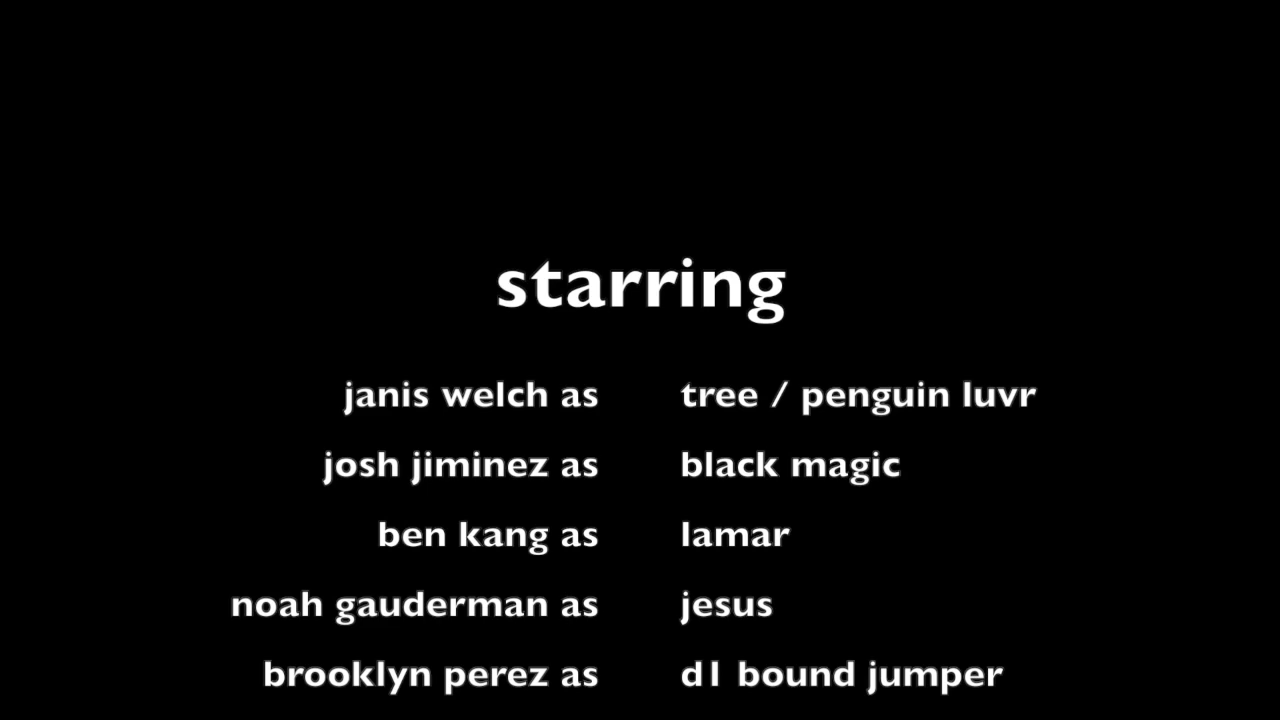 starring
janis welch as tree / penguin luvr
josh jiminez as black magic
ben kang as lamar
noah gauderman as jesus
brooklyn perez as d1 bound jumper